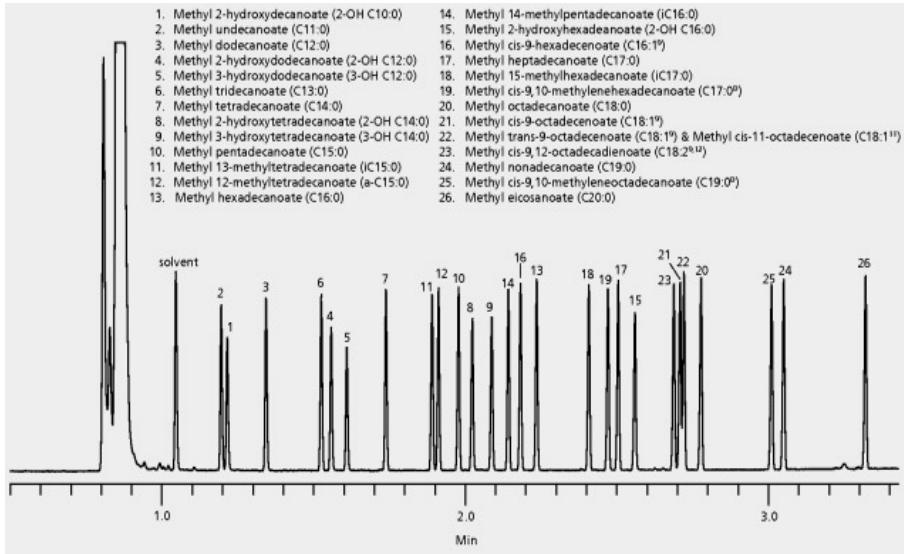 1. Methyl 2-hydroxydecanoate (2-OH C10:0)
2. Methyl undecanoate (C11:0)
3. Methyl dodecanoate (C12:0)
4. Methyl 2-hydroxydodecanoate (2-OH C12:0)
5. Methyl 3-hydroxydodecanoate (3-OH C12:0)
6. Methyl tridecanoate (C13:0)
7. Methyl tetradecanoate (C14:0)
8. Methyl 2-hydroxytetradecanoate (2-OH C14:0)
9. Methyl 3-hydroxytetradecanoate (3-OH C14:0)
10. Methyl pentadecanoate (C15:0)
11. Methyl 13-methyltetradecanoate (iC15:0)
12. Methyl 12-methyltetradecanoate (a-C15:0)
13. Methyl hexadecanoate (C16:0)
14. Methyl 14-methylpentadecanoate (iC16:0)
15. Methyl 2-hydroxyhexadeanoate (2-OH C16:0)
16. Methyl cis-9-hexadecenoate (C16:1⁹)
17. Methyl heptadecanoate (C17:0)
18. Methyl 15-methylhexadecanoate (iC17:0)
19. Methyl cis-9,10-methylenehexadecanoate (C17:0ᶿ)
20. Methyl octadecanoate (C18:0)
21. Methyl cis-9-octadecenoate (C18:1⁹)
22. Methyl trans-9-octadecenoate (C18:1⁹) & Methyl cis-11-octadecenoate (C18:1¹¹)
23. Methyl cis-9,12-octadecadienoate (C18:2⁹,¹²)
24. Methyl nonadecanoate (C19:0)
25. Methyl cis-9,10-methyleneoctadecanoate (C19:0ᶿ)
26. Methyl eicosanoate (C20:0)
solvent
2
1
3
6
4
5
7
11
12
10
8
9
14
16
13
18
19
17
15
23
21
22
20
25
24
26
1.0 2.0 3.0
Min